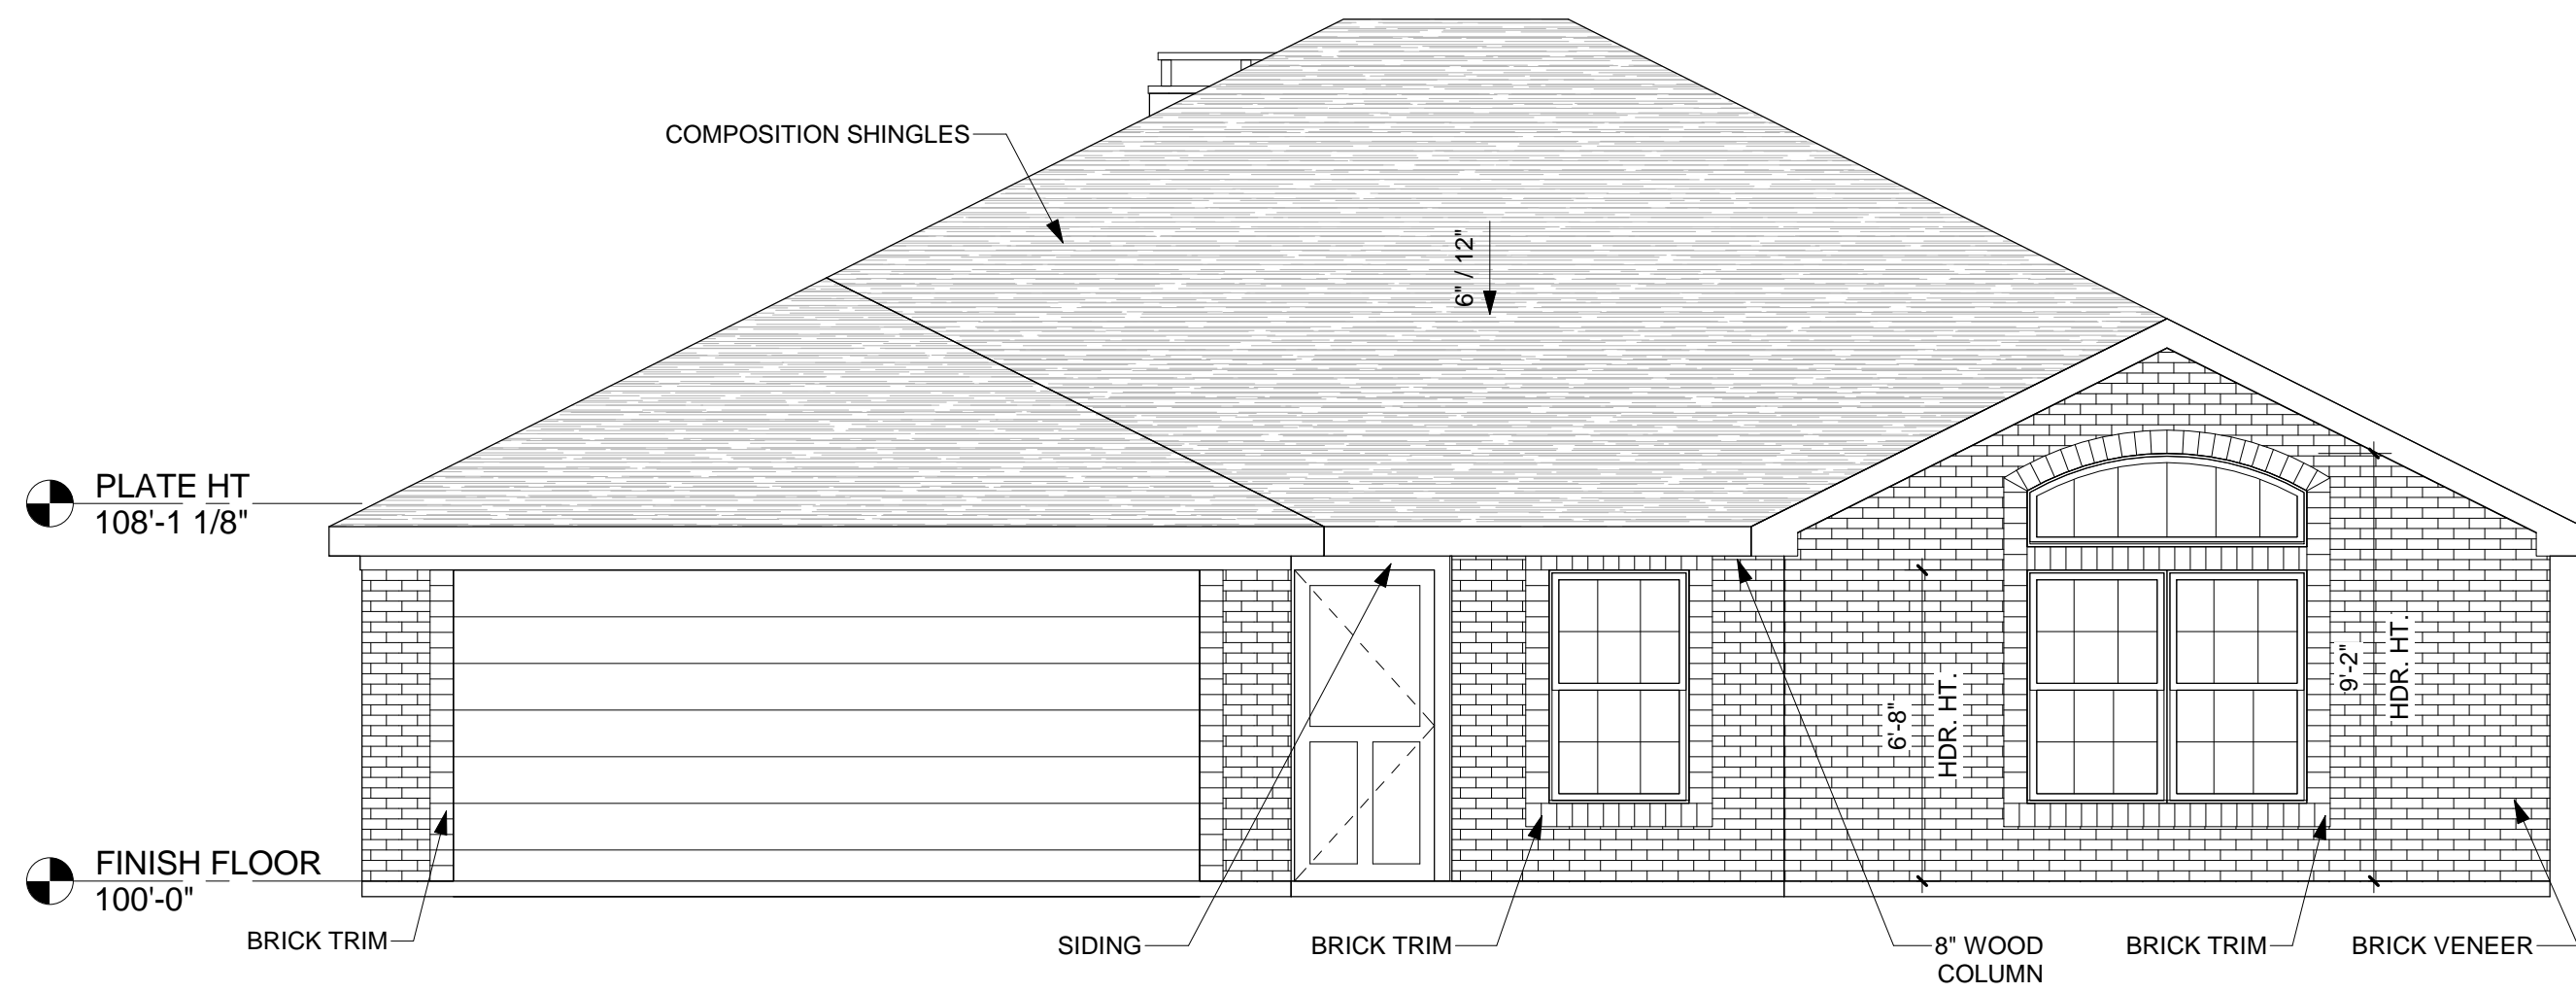 COMPOSITION SHINGLES
6" / 12"
PLATE HT
108'-1 1/8"
6'-8"
HDR. HT.
9'-2"
HDR. HT.
FINISH FLOOR
100'-0"
BRICK TRIM
SIDING
BRICK TRIM
8" WOOD
COLUMN
BRICK TRIM
BRICK VENEER